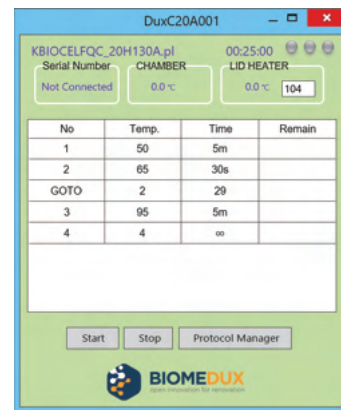 DuxC20A001
KBIOCELFQC_20H130A.pl 00:25:00
Serial Number CHAMBER LID HEATER
Not Connected 0.0 ℃ 0.0 ℃ 104
No Temp. Time Remain
1 50 5m
2 65 30s
GOTO 2 29
3 95 5m
4 4 ∞
Start Stop Protocol Manager
BIOMEDUX
open innovation for renovation